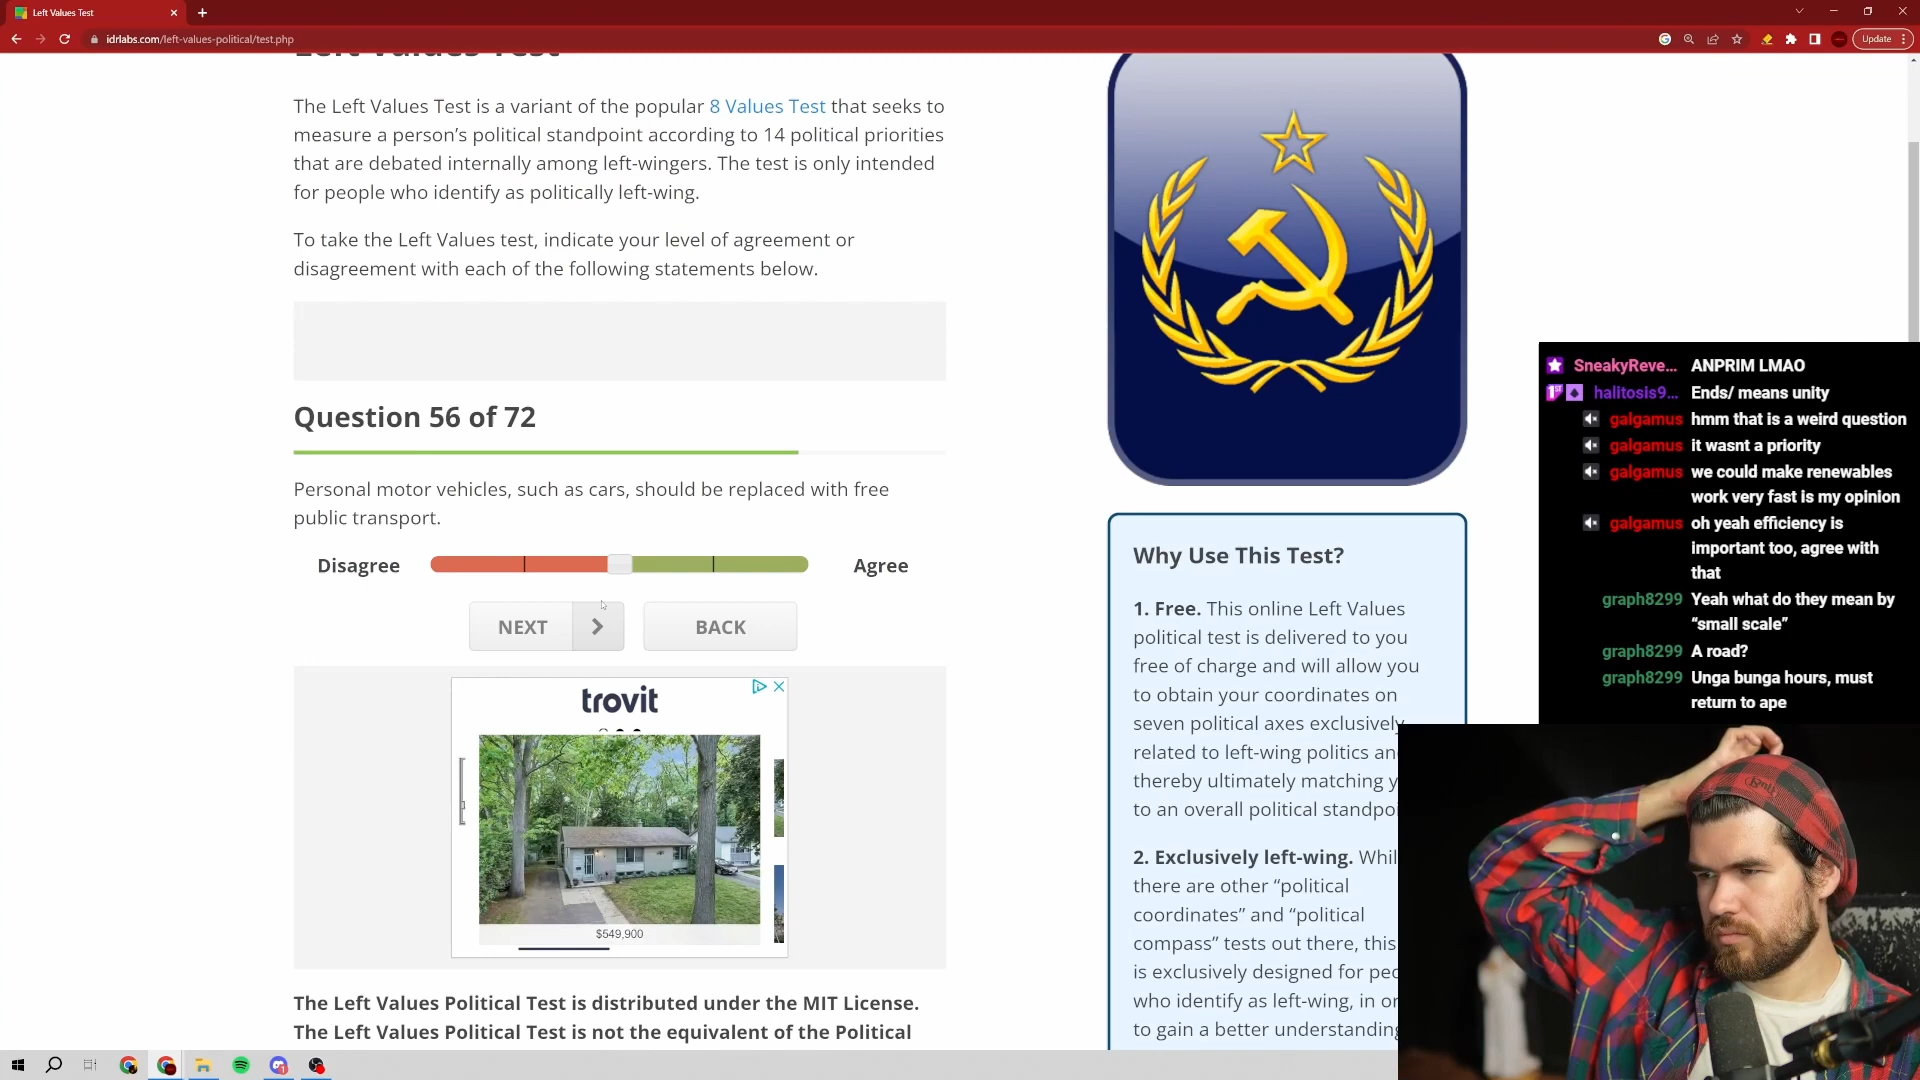 Left Values Test
idrlabs.com/left-values-political/test.php
Update
Left Values Test
The Left Values Test is a variant of the popular 8 Values Test that seeks to
measure a person's political standpoint according to 14 political priorities
that are debated internally among left-wingers. The test is only intended
for people who identify as politically left-wing.
To take the Left Values test, indicate your level of agreement or
disagreement with each of the following statements below.
Question 56 of 72
Personal motor vehicles, such as cars, should be replaced with free
public transport.
Disagree
Agree
NEXT
BACK
trovit
$549,900
The Left Values Political Test is distributed under the MIT License.
The Left Values Political Test is not the equivalent of the Political
Why Use This Test?
1. Free. This online Left Values
political test is delivered to you
free of charge and will allow you
to obtain your coordinates on
seven political axes exclusively
related to left-wing politics an
thereby ultimately matching y
to an overall political standpo
2. Exclusively left-wing. Whil
there are other “political
coordinates” and “political
compass” tests out there, this
is exclusively designed for peo
who identify as left-wing, in or
to gain a better understanding
SneakyReve... ANPRIM LMAO
halitosis9... Ends/ means unity
galgamus hmm that is a weird question
galgamus it wasnt a priority
galgamus we could make renewables
work very fast is my opinion
galgamus oh yeah efficiency is
important too, agree with
that
graph8299 Yeah what do they mean by
“small scale”
graph8299 A road?
graph8299 Unga bunga hours, must
return to ape